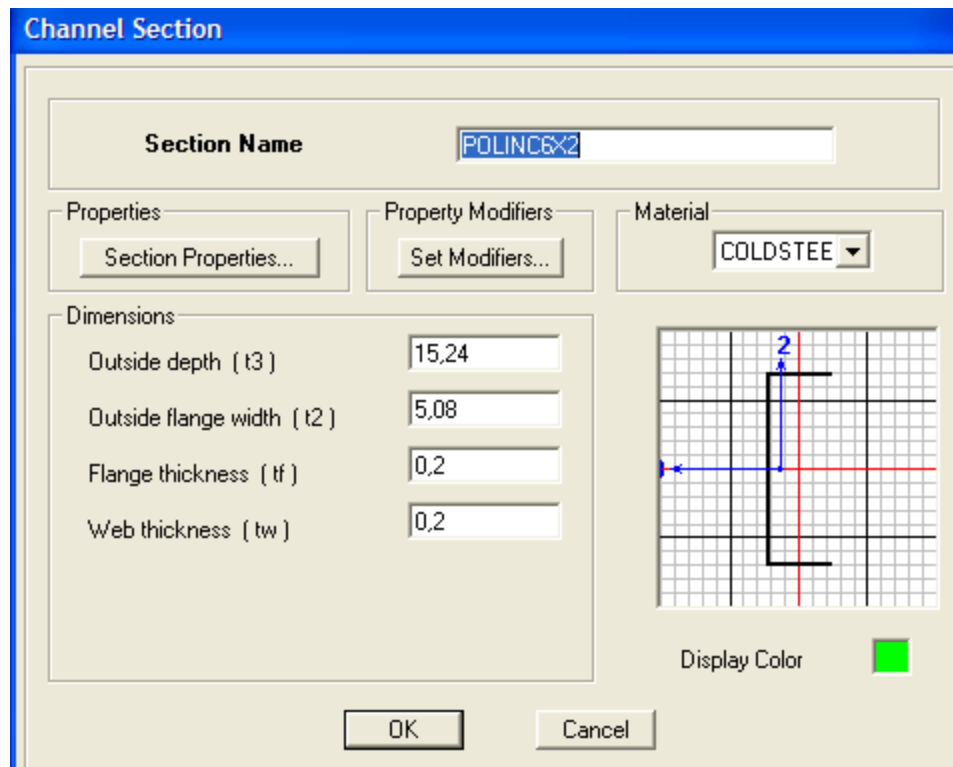 Channel Section
Section Name
POLINC6X2
Properties
Section Properties...
Property Modifiers
Set Modifiers...
Material
COLDSTEE
Dimensions
Outside depth ( t3 )
15,24
Outside flange width ( t2 )
5,08
Flange thickness ( tf )
0,2
Web thickness ( tw )
0,2
2
Display Color
OK
Cancel